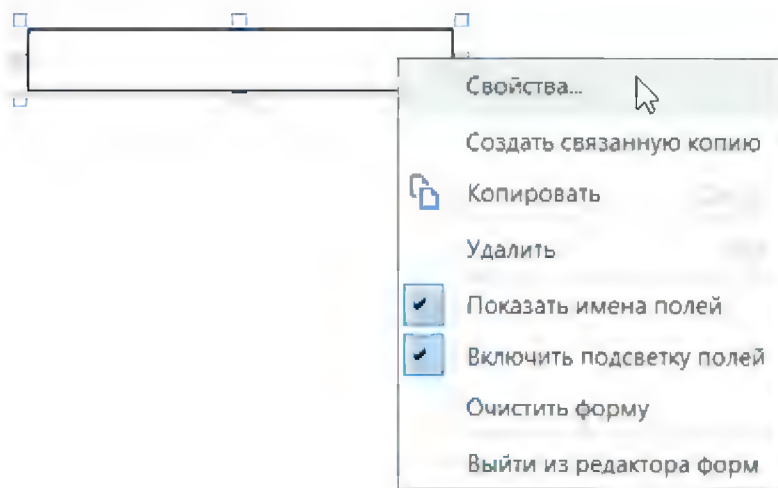 Свойства...
Создать связанную копию
Копировать
Удалить
Показать имена полей
Включить подсветку полей
Очистить форму
Выйти из редактора форм